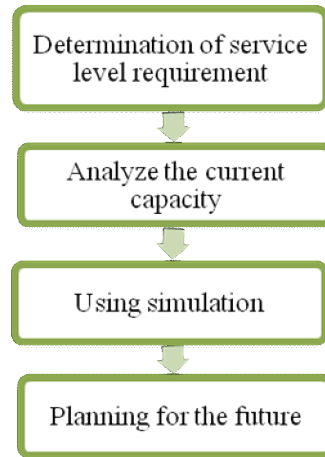 Determination of service
level requirement
Analyze the current
capacity
Using simulation
Planning for the future